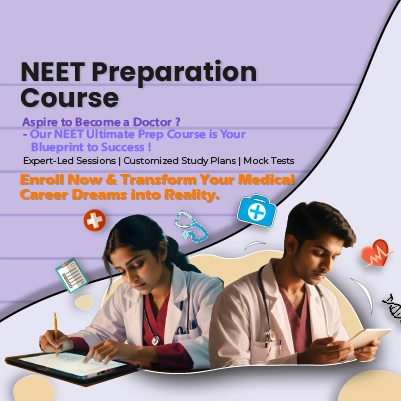 NEET Preparation
Course
Aspire to Become a Doctor ?
- Our NEET Ultimate Prep Course is Your
Blueprint to Success !
Expert-Led Sessions | Customized Study Plans | Mock Tests
Enroll Now & Transform Your Medical
Career Dreams into Reality.